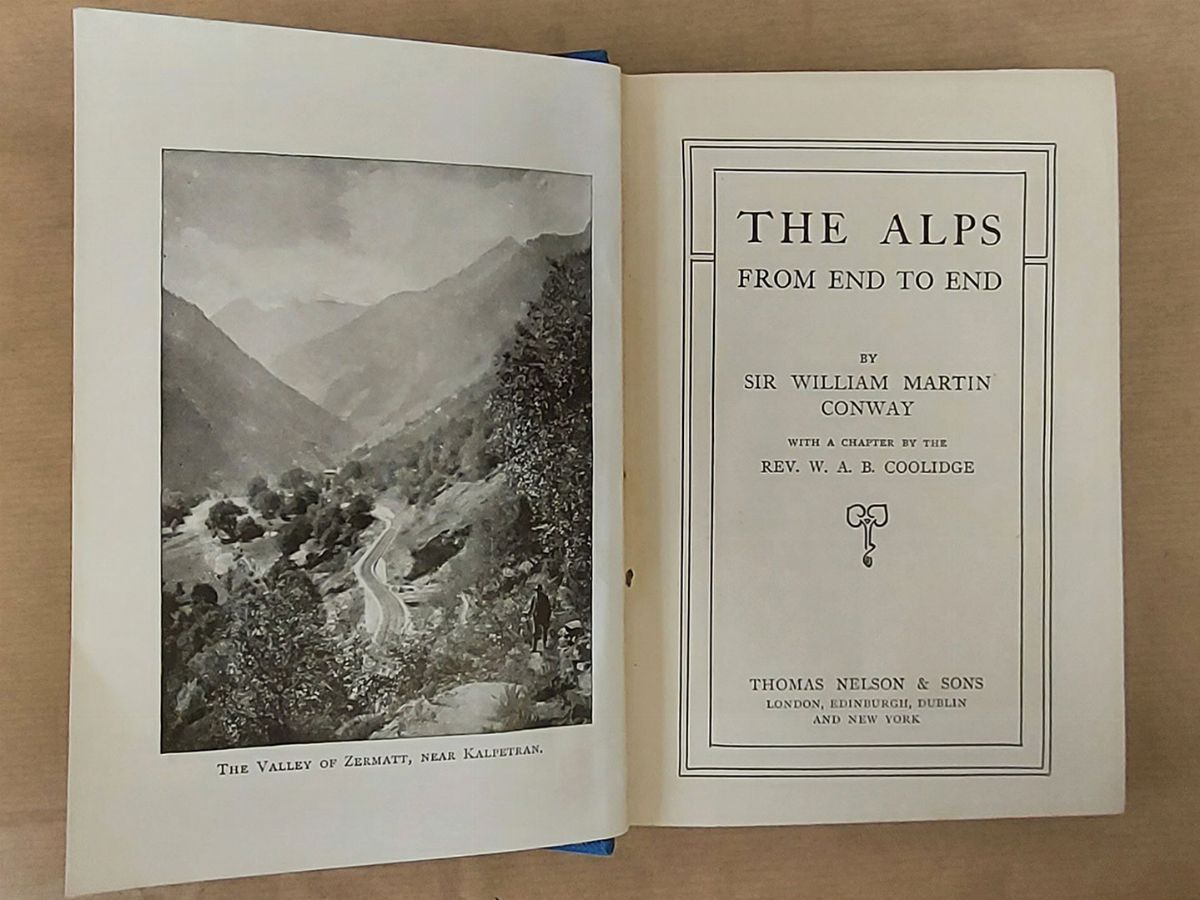 The Valley of Zermatt, near Kalpetran.
THE ALPS
FROM END TO END
BY
SIR WILLIAM MARTIN
CONWAY
WITH A CHAPTER BY THE
REV. W. A. B. COOLIDGE
THOMAS NELSON & SONS
LONDON, EDINBURGH, DUBLIN
AND NEW YORK